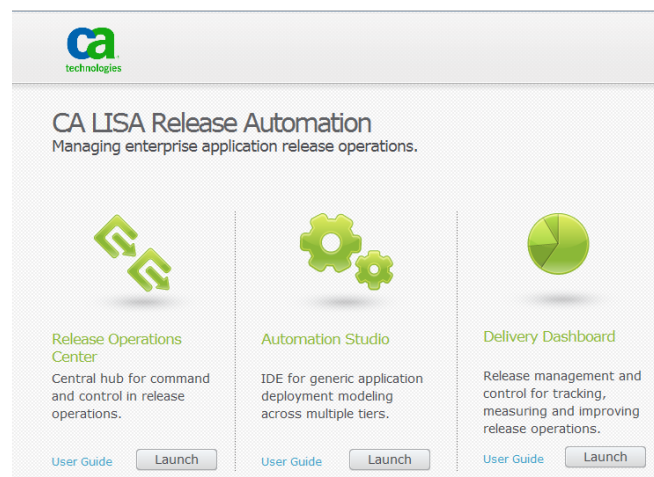 ca
technologies
CA LISA Release Automation
Managing enterprise application release operations.
Release Operations
Center
Central hub for command
and control in release
operations.
User Guide Launch
Automation Studio
IDE for generic application
deployment modeling
across multiple tiers.
User Guide Launch
Delivery Dashboard
Release management and
control for tracking,
measuring and improving
release operations.
User Guide Launch